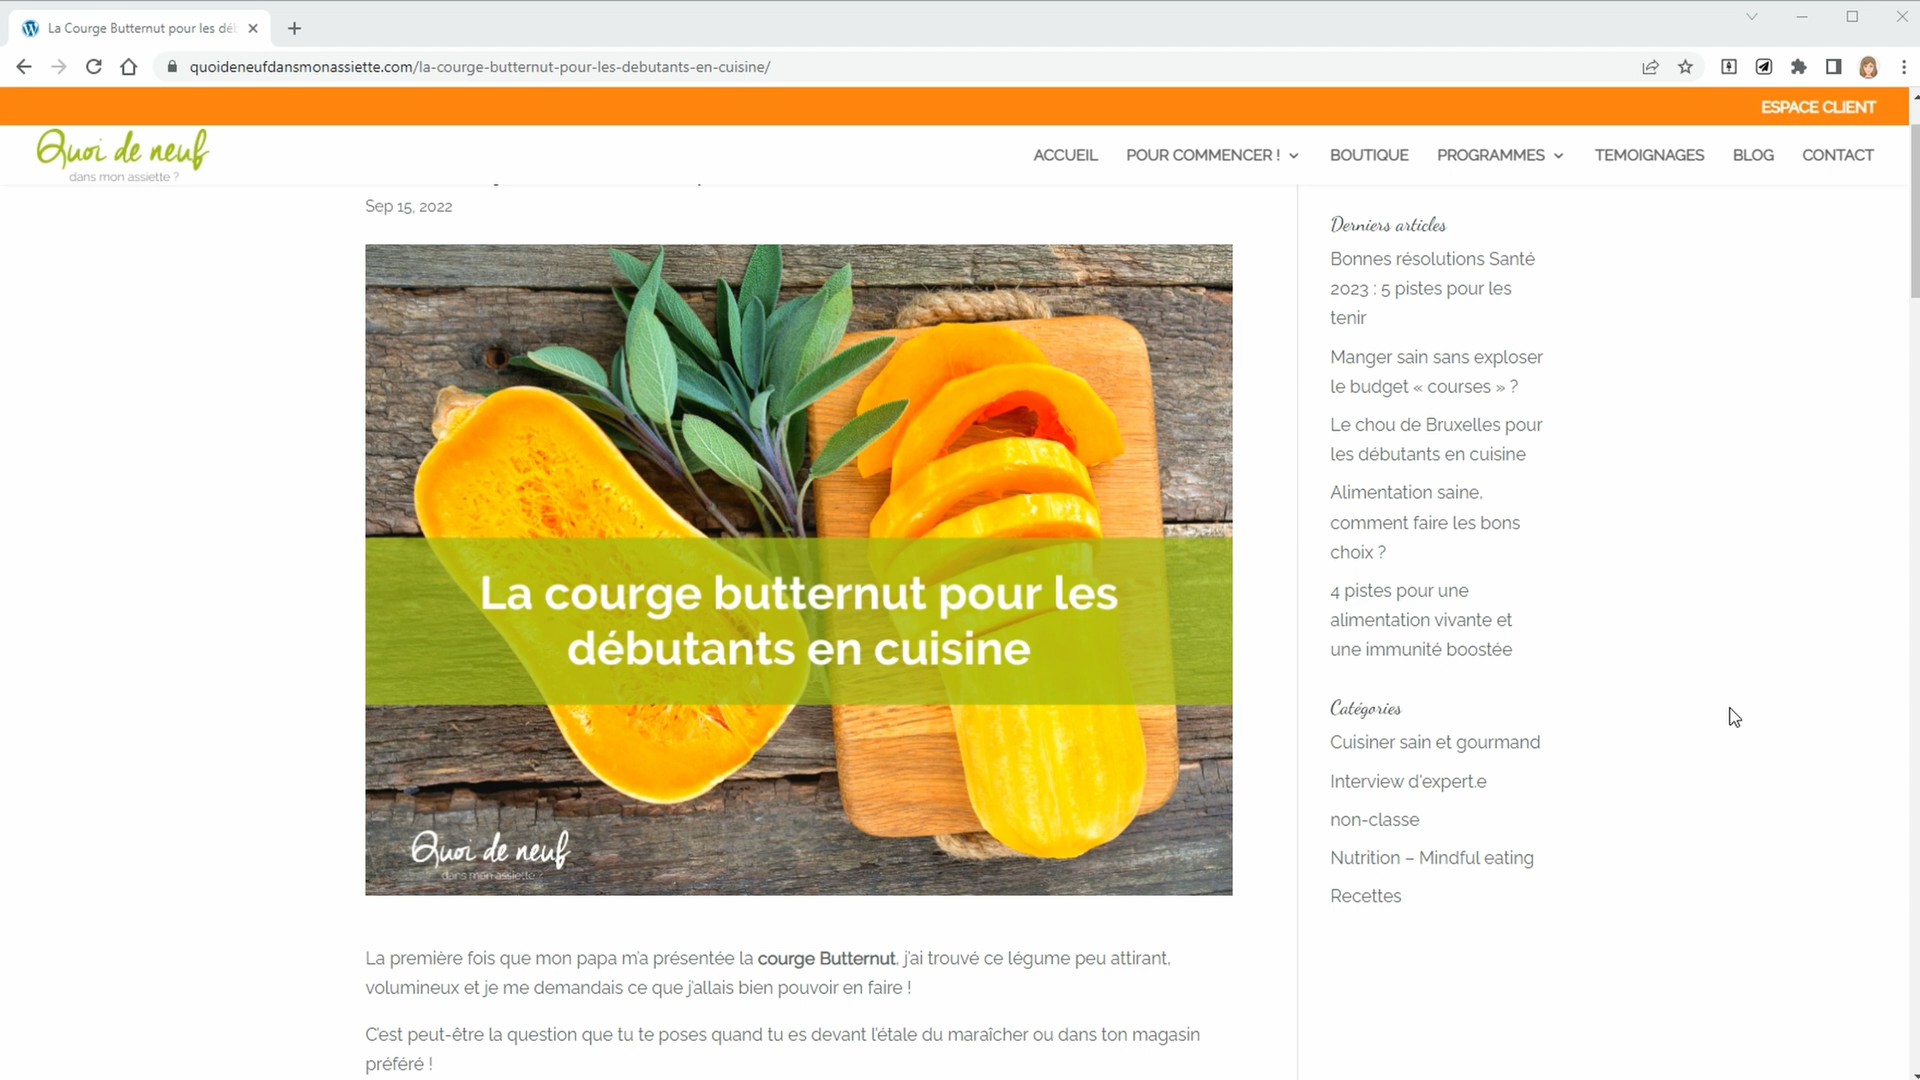 La Courge Butternut pour les déb
quoideneufdansmonassiette.com/la-courge-butternut-pour-les-debutants-en-cuisine/
ESPACE CLIENT
Quoi de neuf
dans mon assiette ?
ACCUEIL
POUR COMMENCER !
BOUTIQUE
PROGRAMMES
TEMOIGNAGES
BLOG
CONTACT
Sep 15, 2022
La courge butternut pour les
débutants en cuisine
Quoi de neuf
dans mon assiette ?
La première fois que mon papa m'a présentée la courge Butternut, j'ai trouvé ce légume peu attirant,
volumineux et je me demandais ce que j'allais bien pouvoir en faire !
C'est peut-être la question que tu te poses quand tu es devant l'étale du maraîcher ou dans ton magasin
préféré !
Derniers articles
Bonnes résolutions Santé
2023 : 5 pistes pour les
tenir
Manger sain sans exploser
le budget « courses » ?
Le chou de Bruxelles pour
les débutants en cuisine
Alimentation saine,
comment faire les bons
choix ?
4 pistes pour une
alimentation vivante et
une immunité boostée
Catégories
Cuisiner sain et gourmand
Interview d'expert.e
non-classe
Nutrition – Mindful eating
Recettes